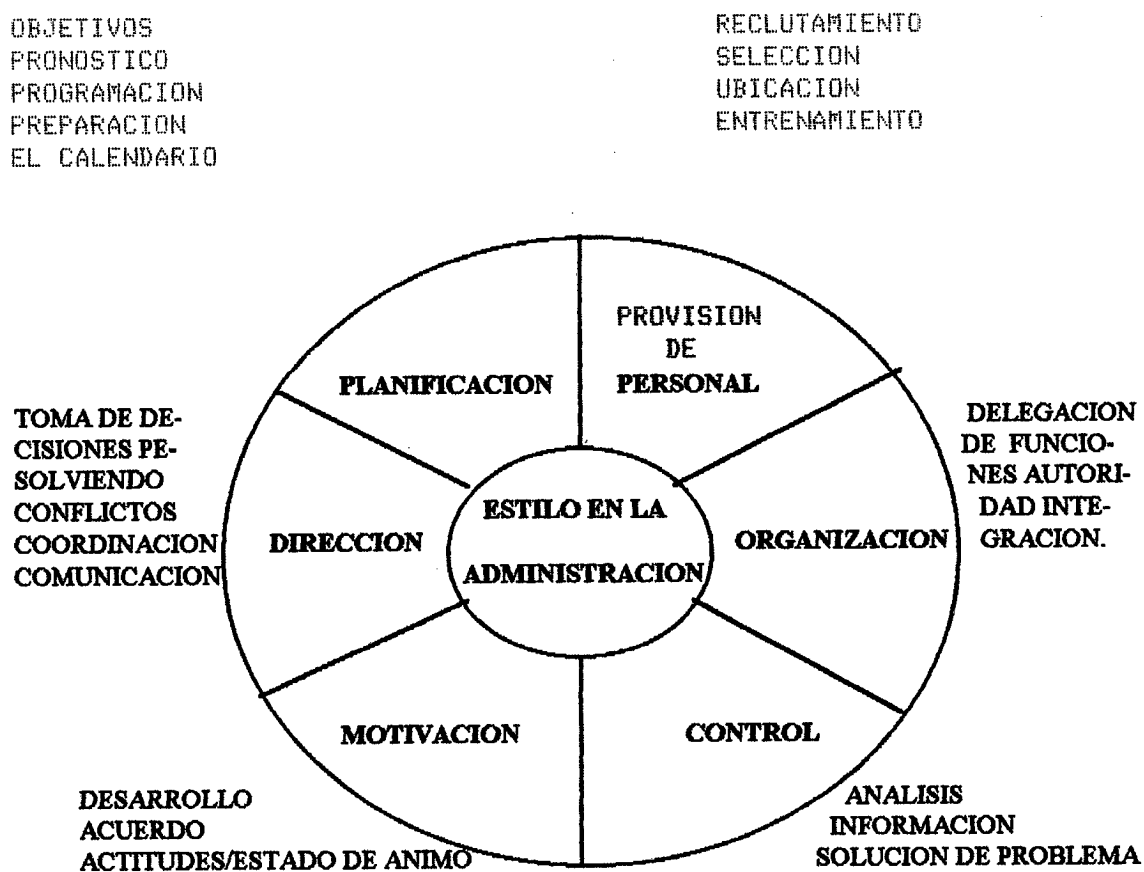 OBJETIVOS
PRONOSTICO
PROGRAMACION
PREPARACION
EL CALENDARIO
RECLUTAMIENTO
SELECCION
UBICACION
ENTRENAMIENTO
PROVISION
DE
PERSONAL
PLANIFICACION
TOMA DE DE-
CISIONES PE-
SOLVIENDO
CONFLICTOS
COORDINACION
COMUNICACION
DIRECCION
ESTILO EN LA
ADMINISTRACION
ORGANIZACION
DELEGACION
DE FUNCIO-
NES AUTORI-
DAD INTE-
GRACION.
MOTIVACION
CONTROL
DESARROLLO
ACUERDO
ACTITUDES/ESTADO DE ANIMO
ANALISIS
INFORMACION
SOLUCION DE PROBLEMA